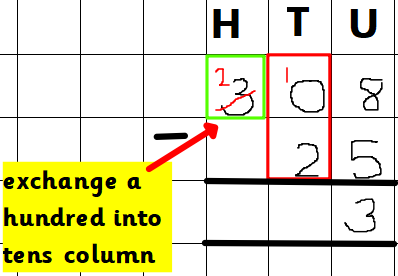 H T U
2 3 1 0 8
- 2 5
3
exchange a
hundred into
tens column